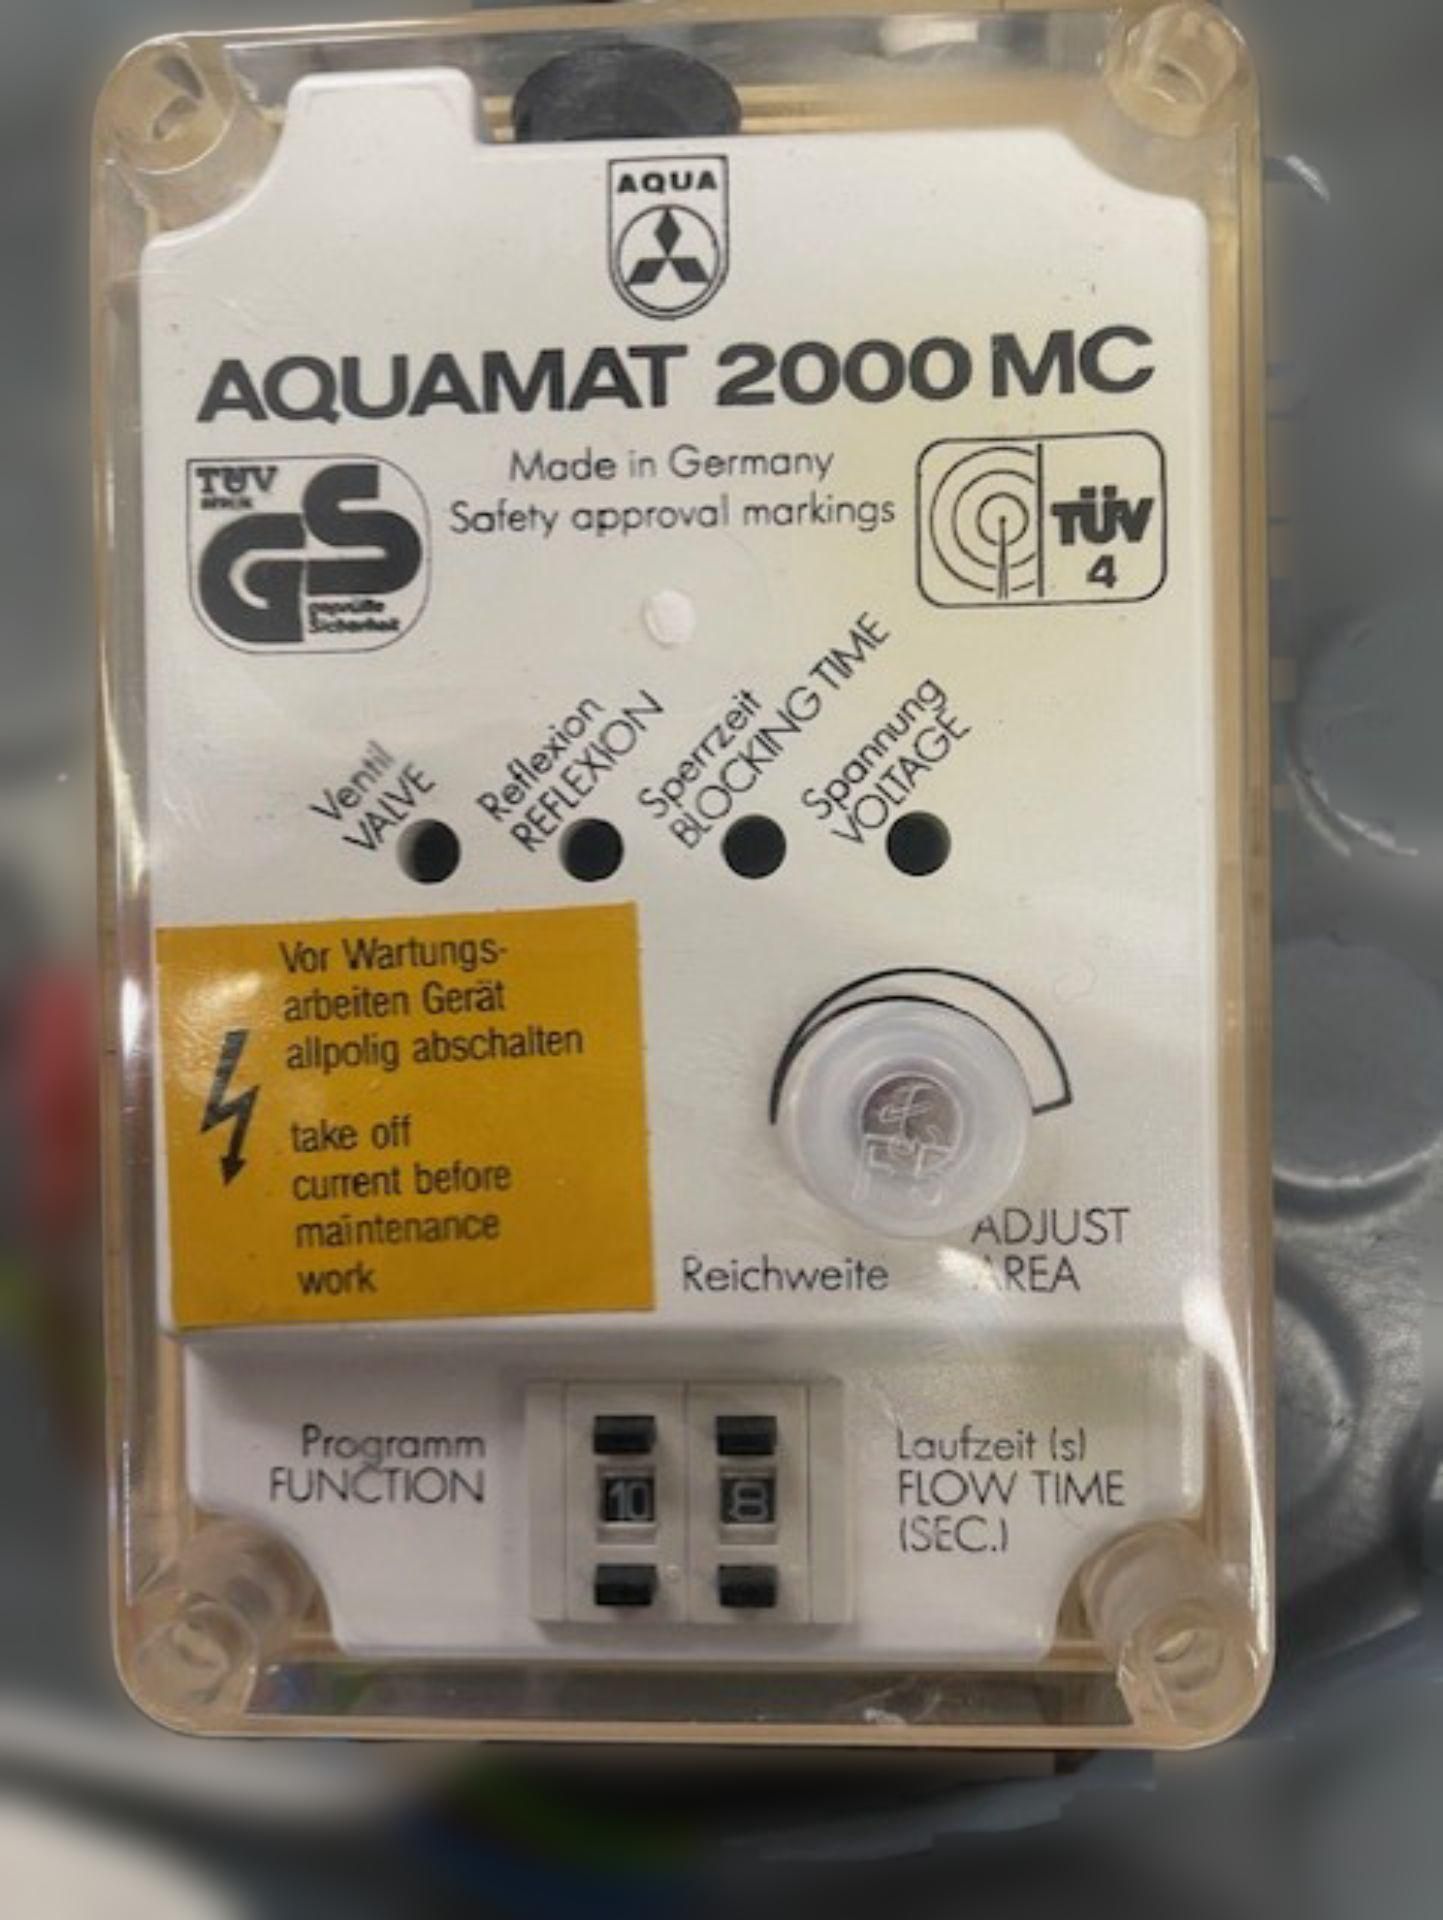 AQUA
AQUAMAT 2000 MC
Made in Germany
Safety approval markings
TÜV
geprüfte
Sicherheit
GS
TÜV
4
Ventil
VALVE
Reflexion
REFLEXION
Sperrzeit
BLOCKING TIME
Spannung
VOLTAGE
Vor Wartungs-
arbeiten Gerät
allpolig abschalten
take off
current before
maintenance
work
Reichweite
ADJUST
AREA
Programm
FUNCTION
10
8
Laufzeit (s)
FLOW TIME
(SEC.)